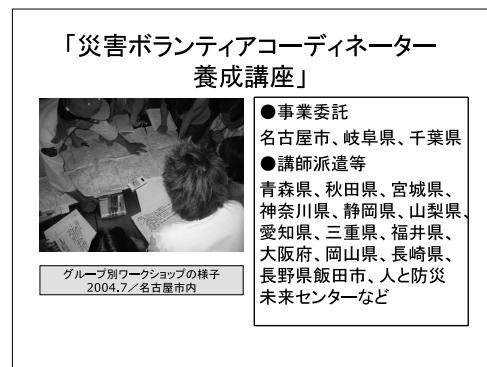 「災害ボランティアコーディネーター
養成講座」
●事業委託
名古屋市、岐阜県、千葉県
●講師派遣等
青森県、秋田県、宮城県、
神奈川県、静岡県、山梨県、
愛知県、三重県、福井県、
大阪府、岡山県、長崎県、
長野県飯田市、人と防災
未来センターなど
グループ別ワークショップの様子
2004.7／名古屋市内